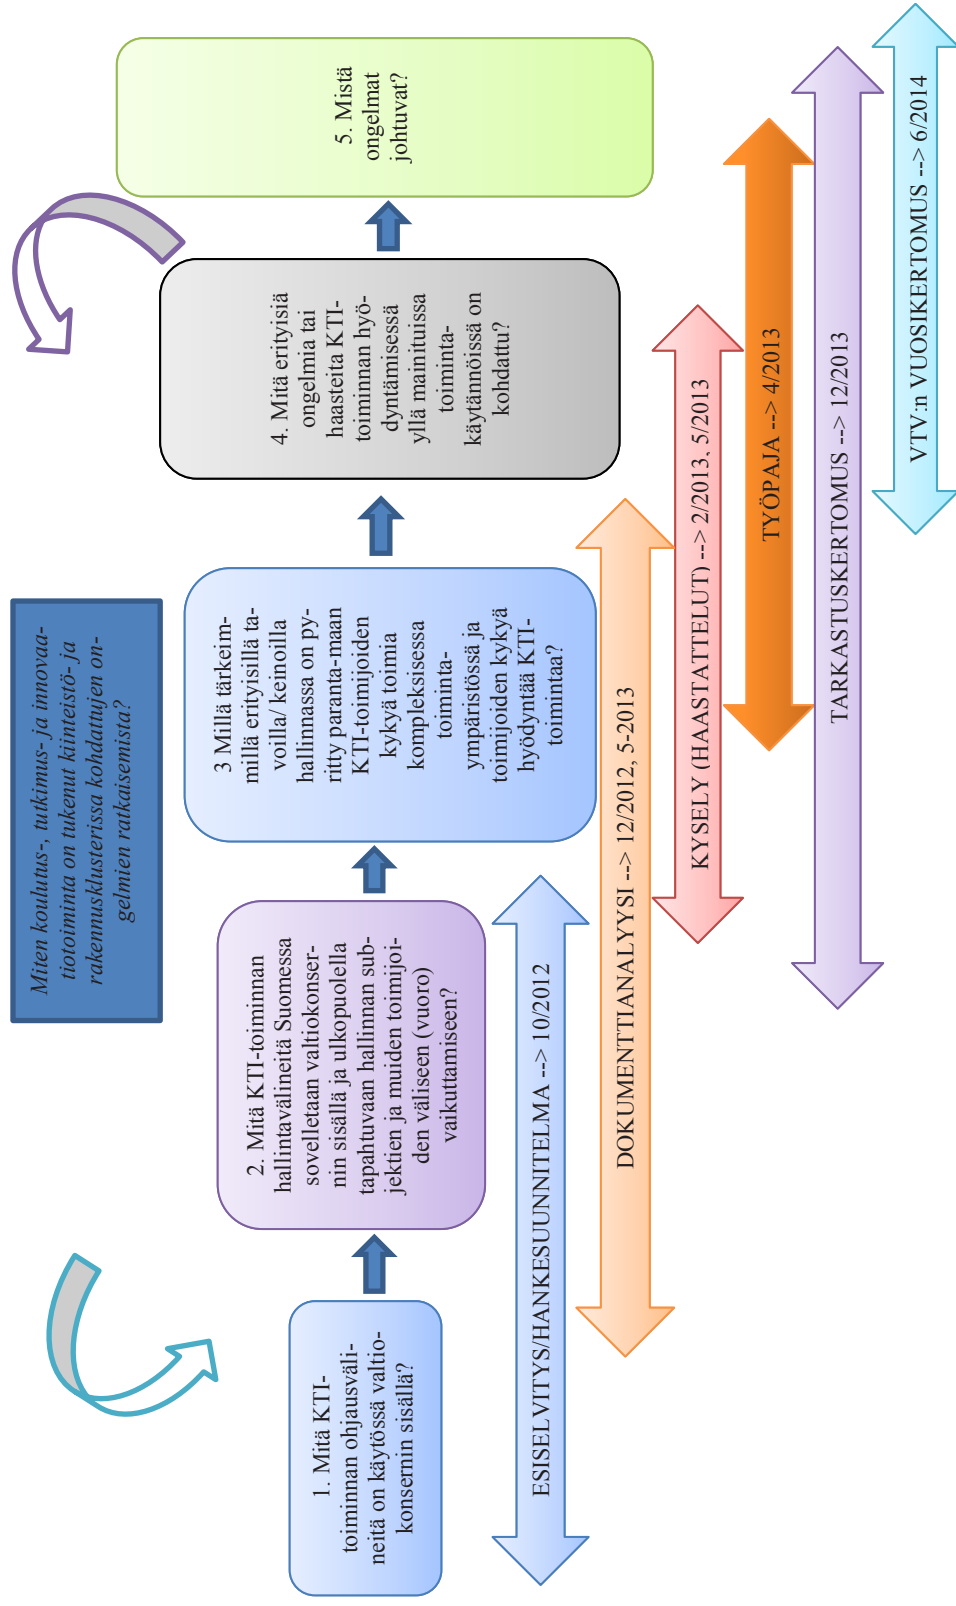 Miten koulutus-, tutkimus- ja innovaa-
tiotoiminta on tukenut kiinteistö- ja
rakennusklusterissa kohdattujen on-
gelmien ratkaisemista?
1. Mitä KTI-
toiminnan ohjausväli-
neitä on käytössä valtio-
konsernin sisällä?
2. Mitä KTI-toiminnan
hallintavälineitä Suomessa
sovelletaan valtiokonser-
nin sisällä ja ulkopuolella
tapahtuvaan hallinnan sub-
jektien ja muiden toimijoi-
den väliseen (vuoro)
vaikuttamiseen?
3 Millä tärkeim-
millä erityisillä ta-
voilla/ keinoilla
hallinnassa on py-
ritty paranta-maan
KTI-toimijoiden
kykyä toimia
kompleksisessa
toiminta-
ympäristössä ja
toimijoiden kykyä
hyödyntää KTI-
toimintaa?
4. Mitä erityisiä
ongelmia tai
haasteita KTI-
toiminnan hyö-
dyntämisessä
yllä mainituissa
toiminta-
käytännöissä on
kohdattu?
5. Mistä
ongelmat
johtuvat?
ESISELVITYS/HANKESUUNNITELMA --> 10/2012
DOKUMENTTIANALYYSI --> 12/2012, 5-2013
KYSELY (HAASTATTELUT) --> 2/2013, 5/2013
TYÖPAJA --> 4/2013
TARKASTUSKERTOMUS --> 12/2013
VTV:n VUOSIKERTOMUS --> 6/2014